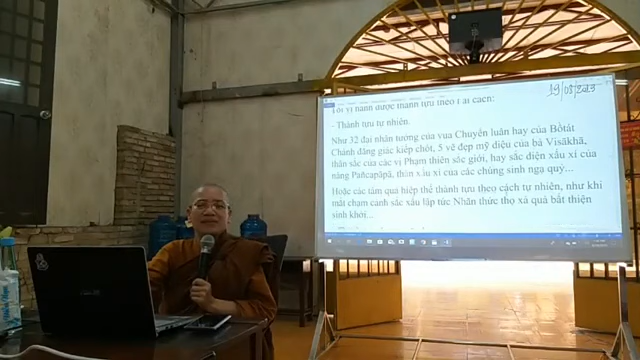 19/08/2019
Tối vi hành được thành tựu theo 1 ai cách:
- Thành tựu tự nhiên.
Như 32 đại nhân tướng của vua Chuyển luân hay của Bồtát
Chánh đẳng giác kiếp chót, 5 vẻ đẹp mỹ diệu của bà Visākhā,
thân sắc của các vị Phạm thiên sắc giới, hay sắc diện xấu xí của
nàng Pañcapāpā, thân xấu xí của các chúng sinh ngạ quỷ...
Hoặc các tâm quả hiệp thế thành tựu theo cách tự nhiên, như khi
mắt chạm cảnh sắc xấu lập tức Nhãn thức thọ xả quả bất thiện
sinh khởi...